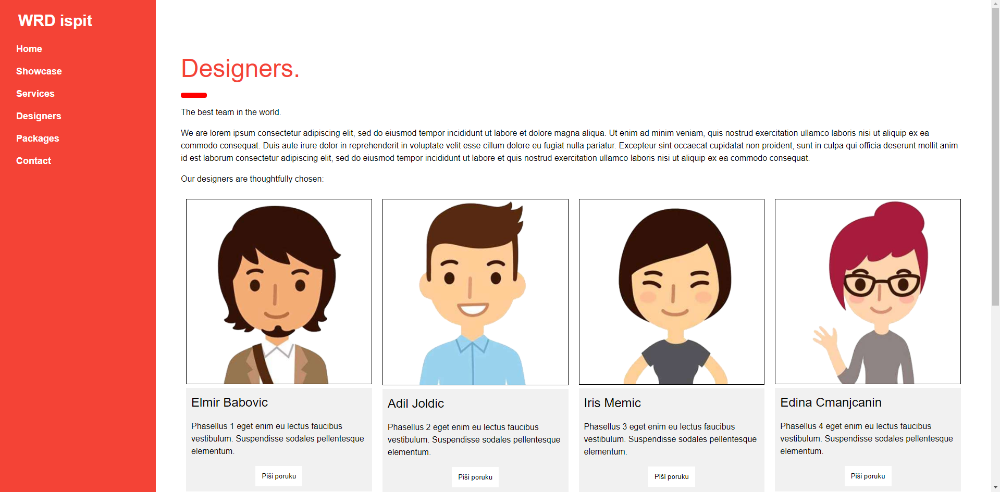 WRD ispit
Home
Showcase
Services
Designers
Packages
Contact
Designers.
The best team in the world.
We are lorem ipsum consectetur adipiscing elit, sed do eiusmod tempor incididunt ut labore et dolore magna aliqua. Ut enim ad minim veniam, quis nostrud exercitation ullamco laboris nisi ut aliquip ex ea
commodo consequat. Duis aute irure dolor in reprehenderit in voluptate velit esse cillum dolore eu fugiat nulla pariatur. Excepteur sint occaecat cupidatat non proident, sunt in culpa qui officia deserunt mollit anim
id est laborum consectetur adipiscing elit, sed do eiusmod tempor incididunt ut labore et quis nostrud exercitation ullamco laboris nisi ut aliquip ex ea commodo consequat.
Our designers are thoughtfully chosen:
Elmir Babovic
Phasellus 1 eget enim eu lectus faucibus
vestibulum. Suspendisse sodales pellentesque
elementum.
Piši poruku
Adil Joldic
Phasellus 2 eget enim eu lectus faucibus
vestibulum. Suspendisse sodales pellentesque
elementum.
Piši poruku
Iris Memic
Phasellus 3 eget enim eu lectus faucibus
vestibulum. Suspendisse sodales pellentesque
elementum.
Piši poruku
Edina Cmanjcanin
Phasellus 4 eget enim eu lectus faucibus
vestibulum. Suspendisse sodales pellentesque
elementum.
Piši poruku